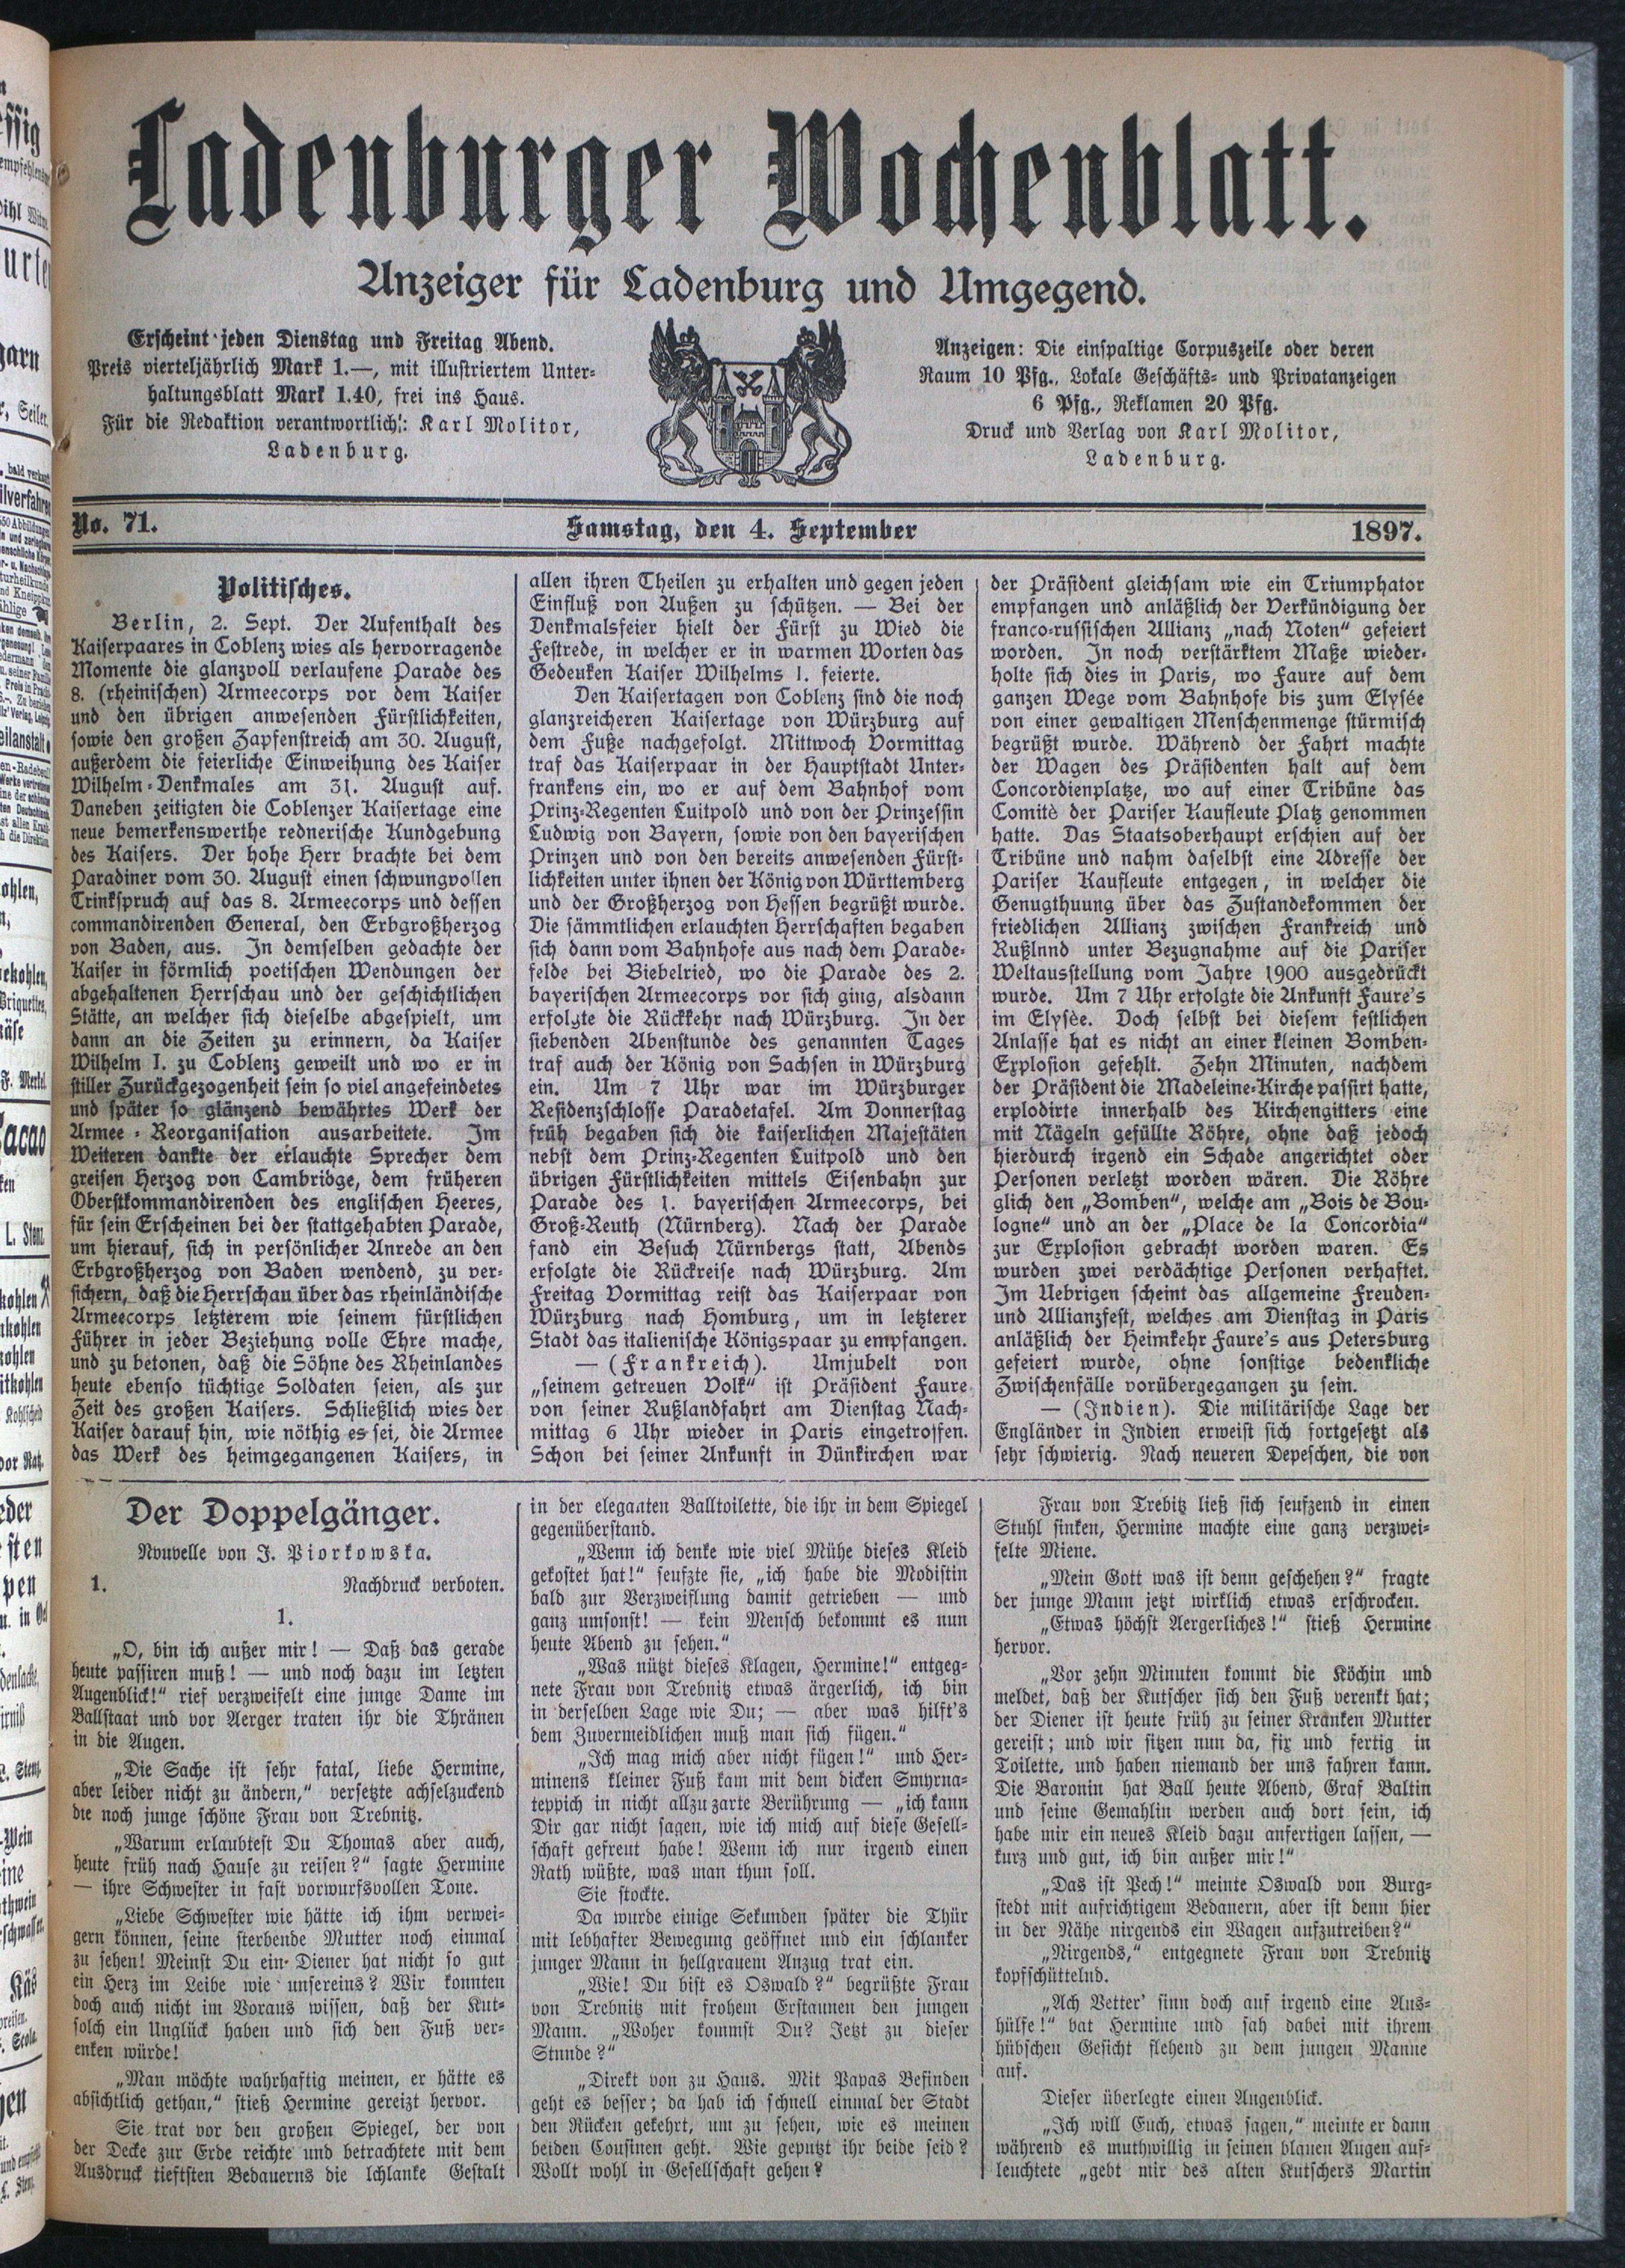 Ladenburger Wochenblatt.
Anzeiger für Ladenburg und Umgegend.
Erscheint jeden Dienstag und Freitag Abend.
Preis vierteljährlich Mark 1.—, mit illustriertem Unter-
haltungsblatt Mark 1.40, frei ins Haus.
Für die Redaktion verantwortlich: Karl Molitor,
Ladenburg.
Anzeigen: Die einspaltige Corpuszeile oder deren
Raum 10 Pfg., Lokale Geschäfts- und Privatanzeigen
6 Pfg., Reklamen 20 Pfg.
Druck und Verlag von Karl Molitor,
Ladenburg.
No. 71.
Samstag, den 4. September
1897.
Politisches.
Berlin, 2. Sept. Der Aufenthalt des
Kaiserpaares in Coblenz wies als hervorragende
Momente die glanzvoll verlaufene Parade des
8. (rheinischen) Armeecorps vor dem Kaiser
und den übrigen anwesenden Fürstlichkeiten,
sowie den großen Zapfenstreich am 30. August,
außerdem die feierliche Einweihung des Kaiser
Wilhelm-Denkmales am 31. August auf.
Daneben zeitigten die Coblenzer Kaisertage eine
neue bemerkenswerthe rednerische Kundgebung
des Kaisers. Der hohe Herr brachte bei dem
Paradiner vom 30. August einen schwungvollen
Trinkspruch auf das 8. Armeecorps und dessen
commandirenden General, den Erbgroßherzog
von Baden, aus. In demselben gedachte der
Kaiser in förmlich poetischen Wendungen der
abgehaltenen Herrschau und der geschichtlichen
Stätte, an welcher sich dieselbe abgespielt, um
dann an die Zeiten zu erinnern, da Kaiser
Wilhelm I. zu Coblenz geweilt und wo er in
stiller Zurückgezogenheit sein so viel angefeindetes
und später so glänzend bewährtes Werk der
Armee-Reorganisation ausarbeitete. Im
Weiteren dankte der erlauchte Sprecher dem
greisen Herzog von Cambridge, dem früheren
Oberstkommandirenden des englischen Heeres,
für sein Erscheinen bei der stattgehabten Parade,
um hierauf, sich in persönlicher Anrede an den
Erbgroßherzog von Baden wendend, zu ver-
sichern, daß die Herrschau über das rheinländische
Armeecorps letzterem wie seinem fürstlichen
Führer in jeder Beziehung volle Ehre mache,
und zu betonen, daß die Söhne des Rheinlandes
heute ebenso tüchtige Soldaten seien, als zur
Zeit des großen Kaisers. Schließlich wies der
Kaiser darauf hin, wie nöthig es sei, die Armee
das Werk des heimgegangenen Kaisers, in
allen ihren Theilen zu erhalten und gegen jeden
Einfluß von Außen zu schützen. — Bei der
Denkmalsfeier hielt der Fürst zu Wied die
Festrede, in welcher er in warmen Worten das
Gedenken Kaiser Wilhelms I. feierte.
Den Kaisertagen von Coblenz sind die noch
glanzreicheren Kaisertage von Würzburg auf
dem Fuße nachgefolgt. Mittwoch Vormittag
traf das Kaiserpaar in der Hauptstadt Unter-
frankens ein, wo er auf dem Bahnhof vom
Prinz-Regenten Luitpold und von der Prinzessin
Ludwig von Bayern, sowie von den bayerischen
Prinzen und von den bereits anwesenden Fürst-
lichkeiten unter ihnen der König von Württemberg
und der Großherzog von Hessen begrüßt wurde.
Die sämmtlichen erlauchten Herrschaften begaben
sich dann vom Bahnhofe aus nach dem Parade-
felde bei Biebelried, wo die Parade des 2.
bayerischen Armeecorps vor sich ging, alsdann
erfolgte die Rückkehr nach Würzburg. In der
siebenden Abenstunde des genannten Tages
traf auch der König von Sachsen in Würzburg
ein. Um 7 Uhr war im Würzburger
Residenzschlosse Paradetafel. Am Donnerstag
früh begaben sich die kaiserlichen Majestäten
nebst dem Prinz-Regenten Luitpold und den
übrigen Fürstlichkeiten mittels Eisenbahn zur
Parade des 1. bayerischen Armeecorps, bei
Groß-Reuth (Nürnberg). Nach der Parade
fand ein Besuch Nürnbergs statt, Abends
erfolgte die Rückreise nach Würzburg. Am
Freitag Vormittag reist das Kaiserpaar von
Würzburg nach Homburg, um in letzterer
Stadt das italienische Königspaar zu empfangen.
— (Frankreich). Umjubelt von
„seinem getreuen Volk“ ist Präsident Faure
von seiner Rußlandfahrt am Dienstag Nach-
mittag 6 Uhr wieder in Paris eingetroffen.
Schon bei seiner Ankunft in Dünkirchen war
der Präsident gleichsam wie ein Triumphator
empfangen und anläßlich der Verkündigung der
franco-russischen Allianz „nach Noten“ gefeiert
worden. In noch verstärktem Maße wieder-
holte sich dies in Paris, wo Faure auf dem
ganzen Wege vom Bahnhofe bis zum Elysée
von einer gewaltigen Menschenmenge stürmisch
begrüßt wurde. Während der Fahrt machte
der Wagen des Präsidenten halt auf dem
Concordienplatze, wo auf einer Tribüne das
Comitè der Pariser Kaufleute Platz genommen
hatte. Das Staatsoberhaupt erschien auf der
Tribüne und nahm daselbst eine Adresse der
Pariser Kaufleute entgegen, in welcher die
Genugthuung über das Zustandekommen der
friedlichen Allianz zwischen Frankreich und
Rußlnnd unter Bezugnahme auf die Pariser
Weltausstellung vom Jahre 1900 ausgedrückt
wurde. Um 7 Uhr erfolgte die Ankunft Faure's
im Elysèe. Doch selbst bei diesem festlichen
Anlasse hat es nicht an einer kleinen Bomben-
Explosion gefehlt. Zehn Minuten, nachdem
der Präsident die Madeleine-Kirche passirt hatte,
explodirte innerhalb des Kirchengitters eine
mit Nägeln gefüllte Röhre, ohne daß jedoch
hierdurch irgend ein Schade angerichtet oder
Personen verletzt worden wären. Die Röhre
glich den „Bomben“, welche am „Bois de Bou-
logne“ und an der „Place de la Concordia“
zur Explosion gebracht worden waren. Es
wurden zwei verdächtige Personen verhaftet.
Im Uebrigen scheint das allgemeine Freuden-
und Allianzfest, welches am Dienstag in Paris
anläßlich der Heimkehr Faure's aus Petersburg
gefeiert wurde, ohne sonstige bedenkliche
Zwischenfälle vorübergegangen zu sein.
— (Indien). Die militärische Lage der
Engländer in Indien erweist sich fortgesetzt als
sehr schwierig. Nach neueren Depeschen, die von
Der Doppelgänger.
Nvuvelle von J. Piorkowska.
1. Nachdruck verboten.
1.
„O, bin ich außer mir! — Daß das gerade
heute passiren muß! — und noch dazu im letzten
Augenblick!“ rief verzweifelt eine junge Dame im
Ballstaat und vor Aerger traten ihr die Thränen
in die Augen.
„Die Sache ist sehr fatal, liebe Hermine,
aber leider nicht zu ändern,“ versetzte achselzuckend
die noch junge schöne Frau von Trebnitz.
„Warum erlaubtest Du Thomas aber auch,
heute früh nach Hause zu reisen?“ sagte Hermine
— ihre Schwester in fast vorwurfsvollen Tone.
„Liebe Schwester wie hätte ich ihm verwei-
gern können, seine sterbende Mutter noch einmal
zu sehen! Meinst Du ein Diener hat nicht so gut
ein Herz im Leibe wie unsereins? Wir konnten
doch auch nicht im Voraus wissen, daß der Kut-
solch ein Unglück haben und sich den Fuß ver-
enken würde!
„Man möchte wahrhaftig meinen, er hätte es
absichtlich gethan,“ stieß Hermine gereizt hervor.
Sie trat vor den großen Spiegel, der von
der Decke zur Erde reichte und betrachtete mit dem
Ausdruck tieftsten Bedauerns die lchlanke Gestalt
in der eleganten Balltoilette, die ihr in dem Spiegel
gegenüberstand.
„Wenn ich denke wie viel Mühe dieses Kleid
gekostet hat!“ seufzte sie, „ich habe die Modistin
bald zur Verzweiflung damit getrieben — und
ganz umsonst! — kein Mensch bekommt es nun
heute Abend zu sehen.“
„Was nützt dieses Klagen, Hermine!“ entgeg-
nete Frau von Trebnitz etwas ärgerlich, ich bin
in derselben Lage wie Du; — aber was hilft's
dem Zuvermeidlichen muß man sich fügen.“
„Ich mag mich aber nicht fügen!“ und Her-
minens kleiner Fuß kam mit dem dicken Smyrna-
teppich in nicht allzu zarte Berührung — „ich kann
Dir gar nicht sagen, wie ich mich auf diese Gesell-
schaft gefreut habe! Wenn ich nur irgend einen
Rath wüßte, was man thun soll.
Sie stockte.
Da wurde einige Sekunden später die Thür
mit lebhafter Bewegung geöffnet und ein schlanker
junger Mann in hellgrauem Anzug trat ein.
„Wie! Du bist es Oswald?“ begrüßte Frau
von Trebnitz mit frohem Erstaunen den jungen
Mann. „Woher kommst Du? Jetzt zu dieser
Stunde?“
„Direkt von zu Haus. Mit Papas Befinden
geht es besser; da hab ich schnell einmal der Stadt
den Rücken gekehrt, um zu sehen, wie es meinen
beiden Cousinen geht. Wie geputzt ihr beide seid?
Wollt wohl in Gesellschaft gehen?
Frau von Trebitz ließ sich seufzend in einen
Stuhl sinken, Hermine machte eine ganz verzwei-
felte Miene.
„Mein Gott was ist denn geschehen?“ fragte
der junge Mann jetzt wirklich etwas erschrocken.
„Etwas höchst Aergerliches!“ stieß Hermine
hervor.
„Vor zehn Minuten kommt die Köchin und
meldet, daß der Kutscher sich den Fuß verenkt hat;
der Diener ist heute früh zu seiner Kranken Mutter
gereist; und wir sitzen nun da, fix und fertig in
Toilette, und haben niemand der uns fahren kann.
Die Baronin hat Ball heute Abend, Graf Baltin
und seine Gemahlin werden auch dort sein, ich
habe mir ein neues Kleid dazu anfertigen lassen, —
kurz und gut, ich bin außer mir!“
„Das ist Pech!“ meinte Oswald von Burg-
stedt mit aufrichtigem Bedanern, aber ist denn hier
in der Nähe nirgends ein Wagen aufzutreiben?“
„Nirgends,“ entgegnete Frau von Trebnitz
kopfschüttelnd.
„Ach Vetter' sinn doch auf irgend eine Aus-
hülfe!“ bat Hermine und sah dabei mit ihrem
hübschen Gesicht flehend zu dem jungen Manne
auf.
Dieser überlegte einen Augenblick.
„Ich will Euch, etwas sagen,“ meinte er dann
während es muthwillig in seinen blauen Augen auf-
leuchtete „gebt mir des alten Kutschers Martin